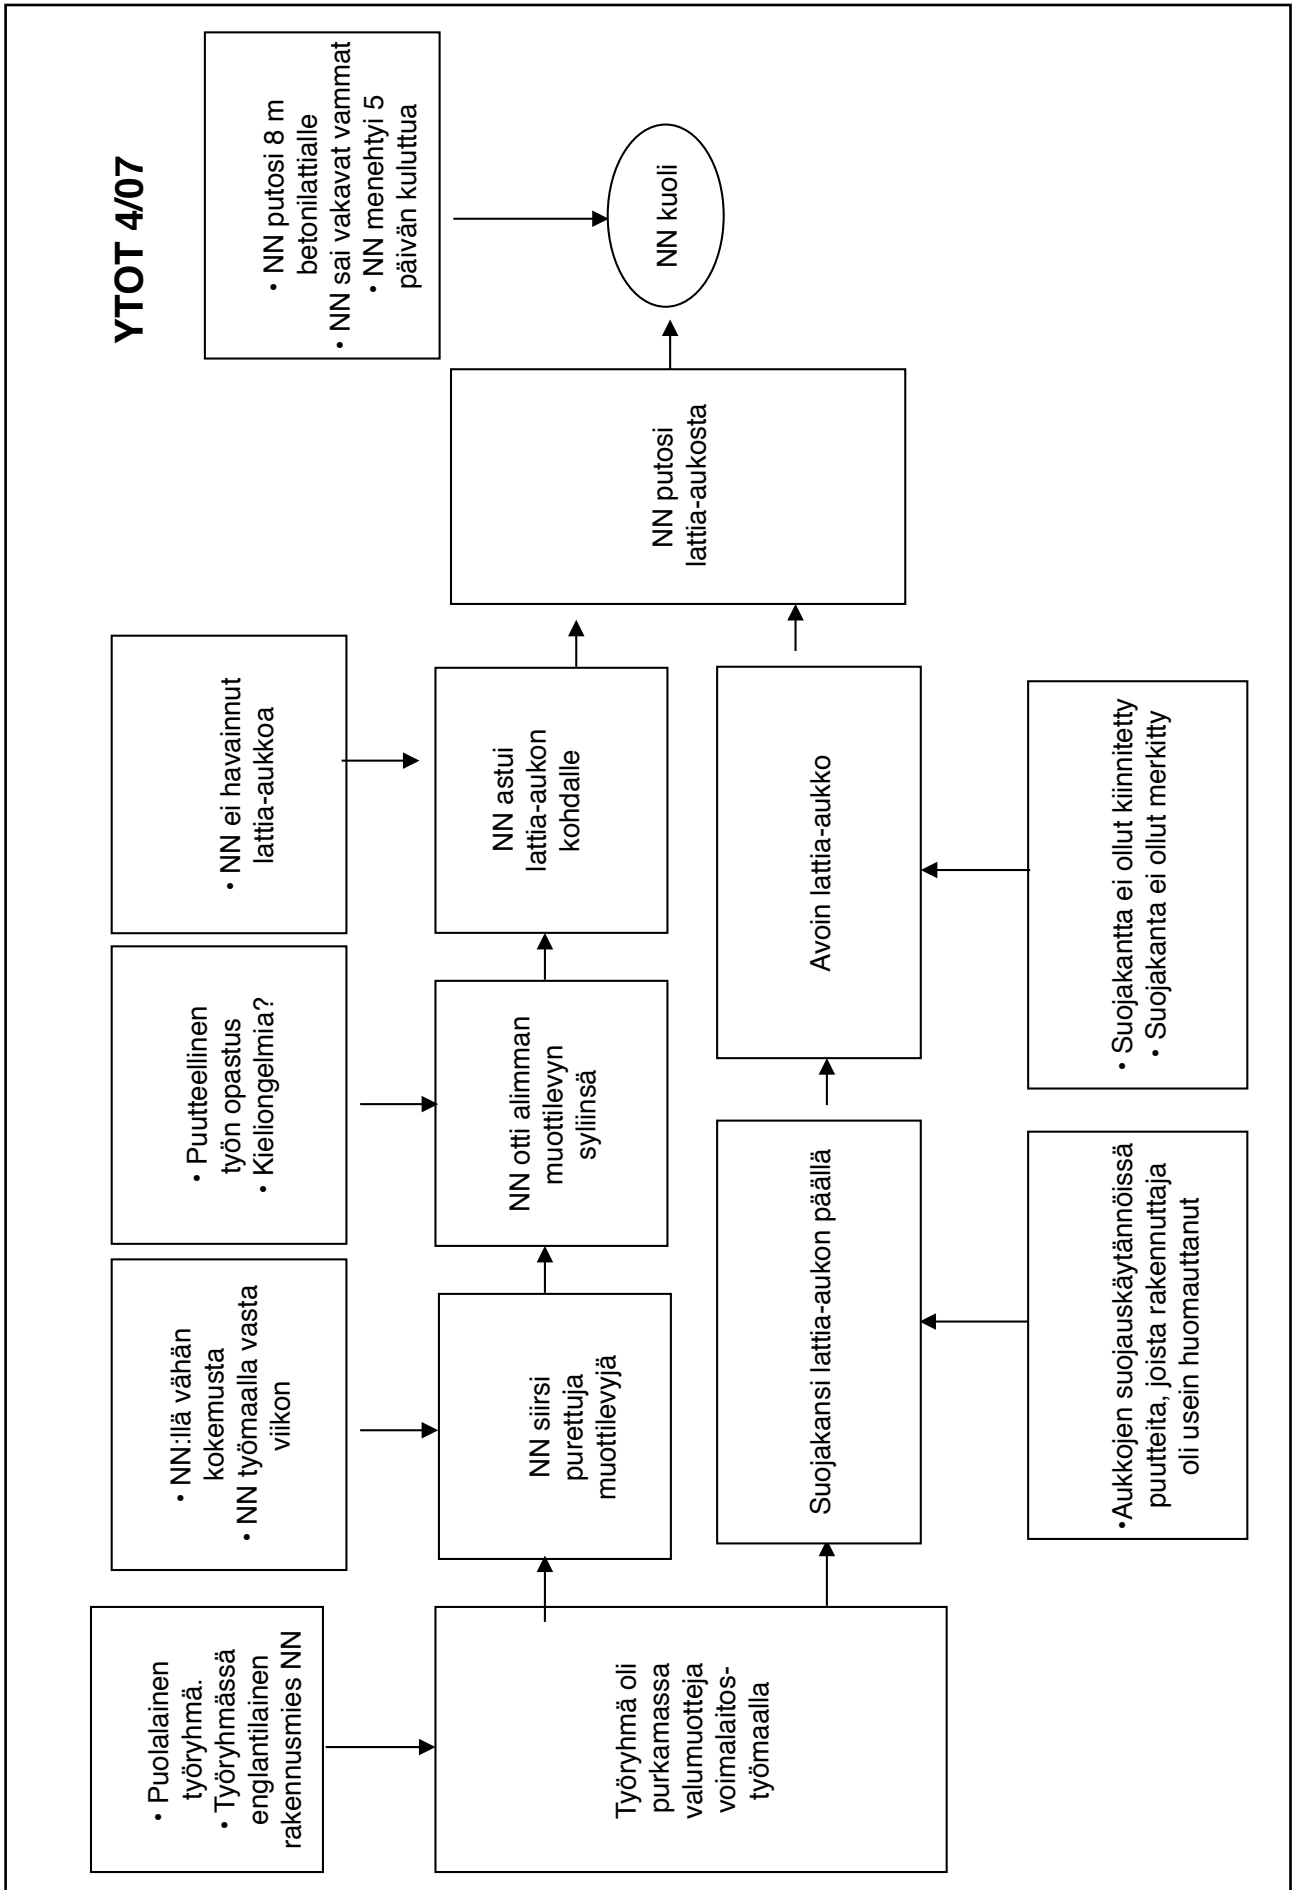 YTOT 4/07
• Puolalainen
työryhmä.
• Työryhmässä
englantilainen
rakennusmies NN
• NN:llä vähän
kokemusta
• NN työmaalla vasta
viikon
• Puutteellinen
työn opastus
• Kieliongelmia?
• NN ei havainnut
lattia-aukkoa
• NN putosi 8 m
betonilattialle
• NN sai vakavat vammat
• NN menehtyi 5
päivän kuluttua
Työryhmä oli
purkamassa
valumuotteja
voimalaitos-
työmaalla
NN siirsi
purettuja
muottilevyjä
NN otti alimman
muottilevyn
syliinsä
NN astui
lattia-aukon
kohdalle
NN putosi
lattia-aukosta
NN kuoli
Suojakansi lattia-aukon päällä
Avoin lattia-aukko
•Aukkojen suojauskäytännöissä
puutteita, joista rakennuttaja
oli usein huomauttanut
• Suojakantta ei ollut kiinnitetty
• Suojakanta ei ollut merkitty